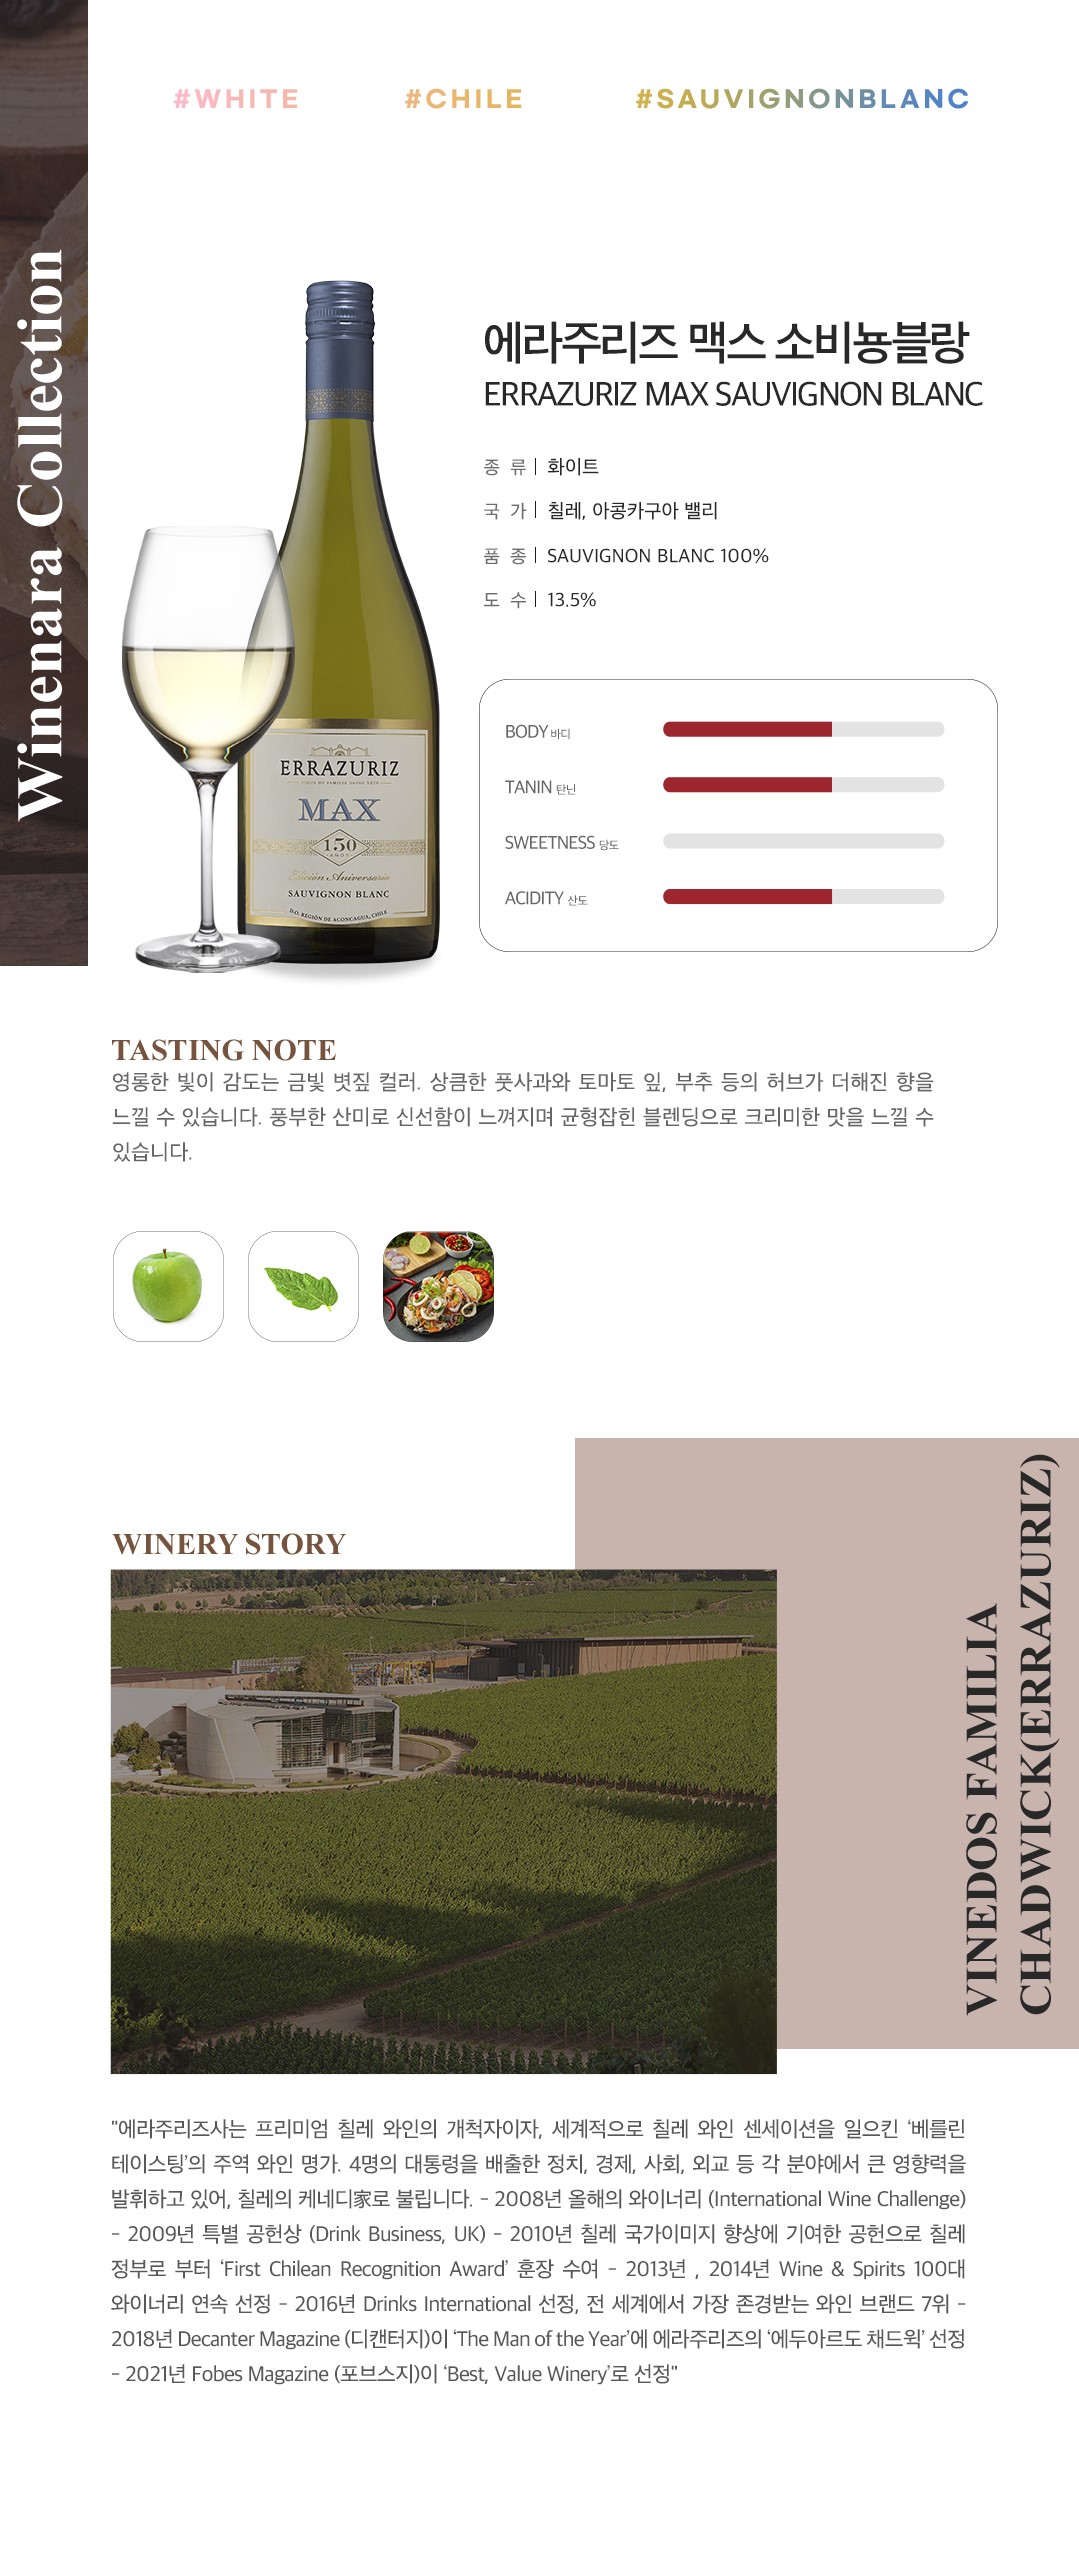 #WHITE
#CHILE
#SAUVIGNONBLANC
Winenara Collection
에라주리즈 맥스 소비뇽블랑
ERRAZURIZ MAX SAUVIGNON BLANC
종 류 | 화이트
국 가 | 칠레, 아콩카구아 밸리
품 종 | SAUVIGNON BLANC 100%
도 수 | 13.5%
ERRAZURIZ
MAX
150
AÑOS
Edición Aniversario
SAUVIGNON BLANC
D.O. REGIÓN DE ACONCAGUA, CHILE
BODY 바디
TANIN 탄닌
SWEETNESS 당도
ACIDITY 산도
TASTING NOTE
영롱한 빛이 감도는 금빛 볏짚 컬러. 상큼한 풋사과와 토마토 잎, 부추 등의 허브가 더해진 향을
느낄 수 있습니다. 풍부한 산미로 신선함이 느껴지며 균형잡힌 블렌딩으로 크리미한 맛을 느낄 수
있습니다.
WINERY STORY
VINEDOS FAMILIA
CHADWICK(ERRAZURIZ)
"에라주리즈사는 프리미엄 칠레 와인의 개척자이자, 세계적으로 칠레 와인 센세이션을 일으킨 ‘베를린
테이스팅’의 주역 와인 명가. 4명의 대통령을 배출한 정치, 경제, 사회, 외교 등 각 분야에서 큰 영향력을
발휘하고 있어, 칠레의 케네디家로 불립니다. - 2008년 올해의 와이너리 (International Wine Challenge)
- 2009년 특별 공헌상 (Drink Business, UK) - 2010년 칠레 국가이미지 향상에 기여한 공헌으로 칠레
정부로 부터 ‘First Chilean Recognition Award’ 훈장 수여 - 2013년 , 2014년 Wine & Spirits 100대
와이너리 연속 선정 - 2016년 Drinks International 선정, 전 세계에서 가장 존경받는 와인 브랜드 7위 -
2018년 Decanter Magazine (디캔터지)이 ‘The Man of the Year’에 에라주리즈의 ‘에두아르도 채드윅’ 선정
- 2021년 Fobes Magazine (포브스지)이 ‘Best, Value Winery’로 선정"